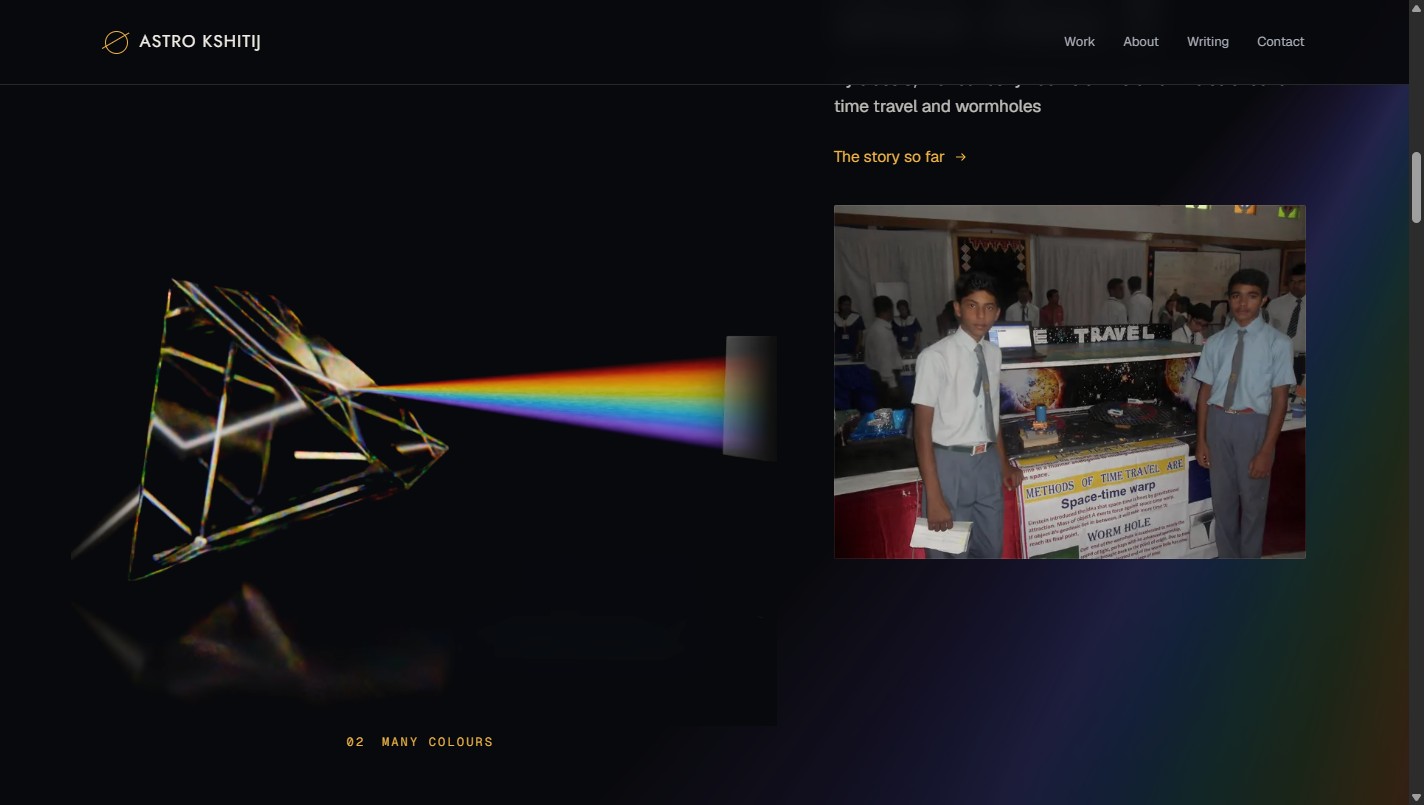 ASTRO KSHITIJ
Work
About
Writing
Contact
time travel and wormholes
The story so far →
E TRAVEL
METHODS OF TIME TRAVEL ARE
Space-time warp
WORM HOLE
02 MANY COLOURS